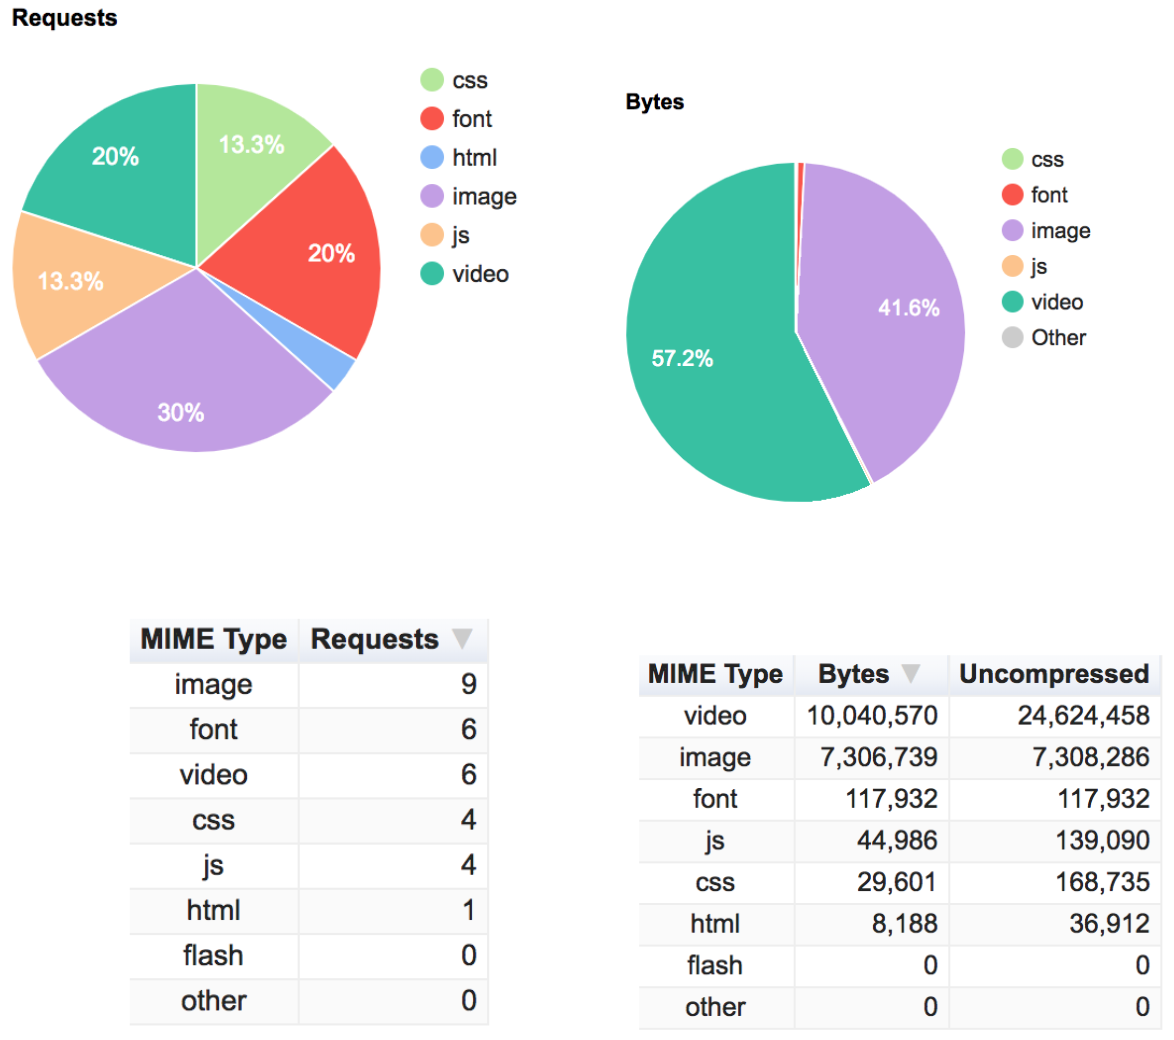 Requests
css
font
html
image
js
video
13.3%
20%
30%
13.3%
20%
Bytes
css
font
image
js
video
Other
41.6%
57.2%
MIME Type Requests ▼
image 9
font 6
video 6
css 4
js 4
html 1
flash 0
other 0
MIME Type Bytes ▼ Uncompressed
video 10,040,570 24,624,458
image 7,306,739 7,308,286
font 117,932 117,932
js 44,986 139,090
css 29,601 168,735
html 8,188 36,912
flash 0 0
other 0 0